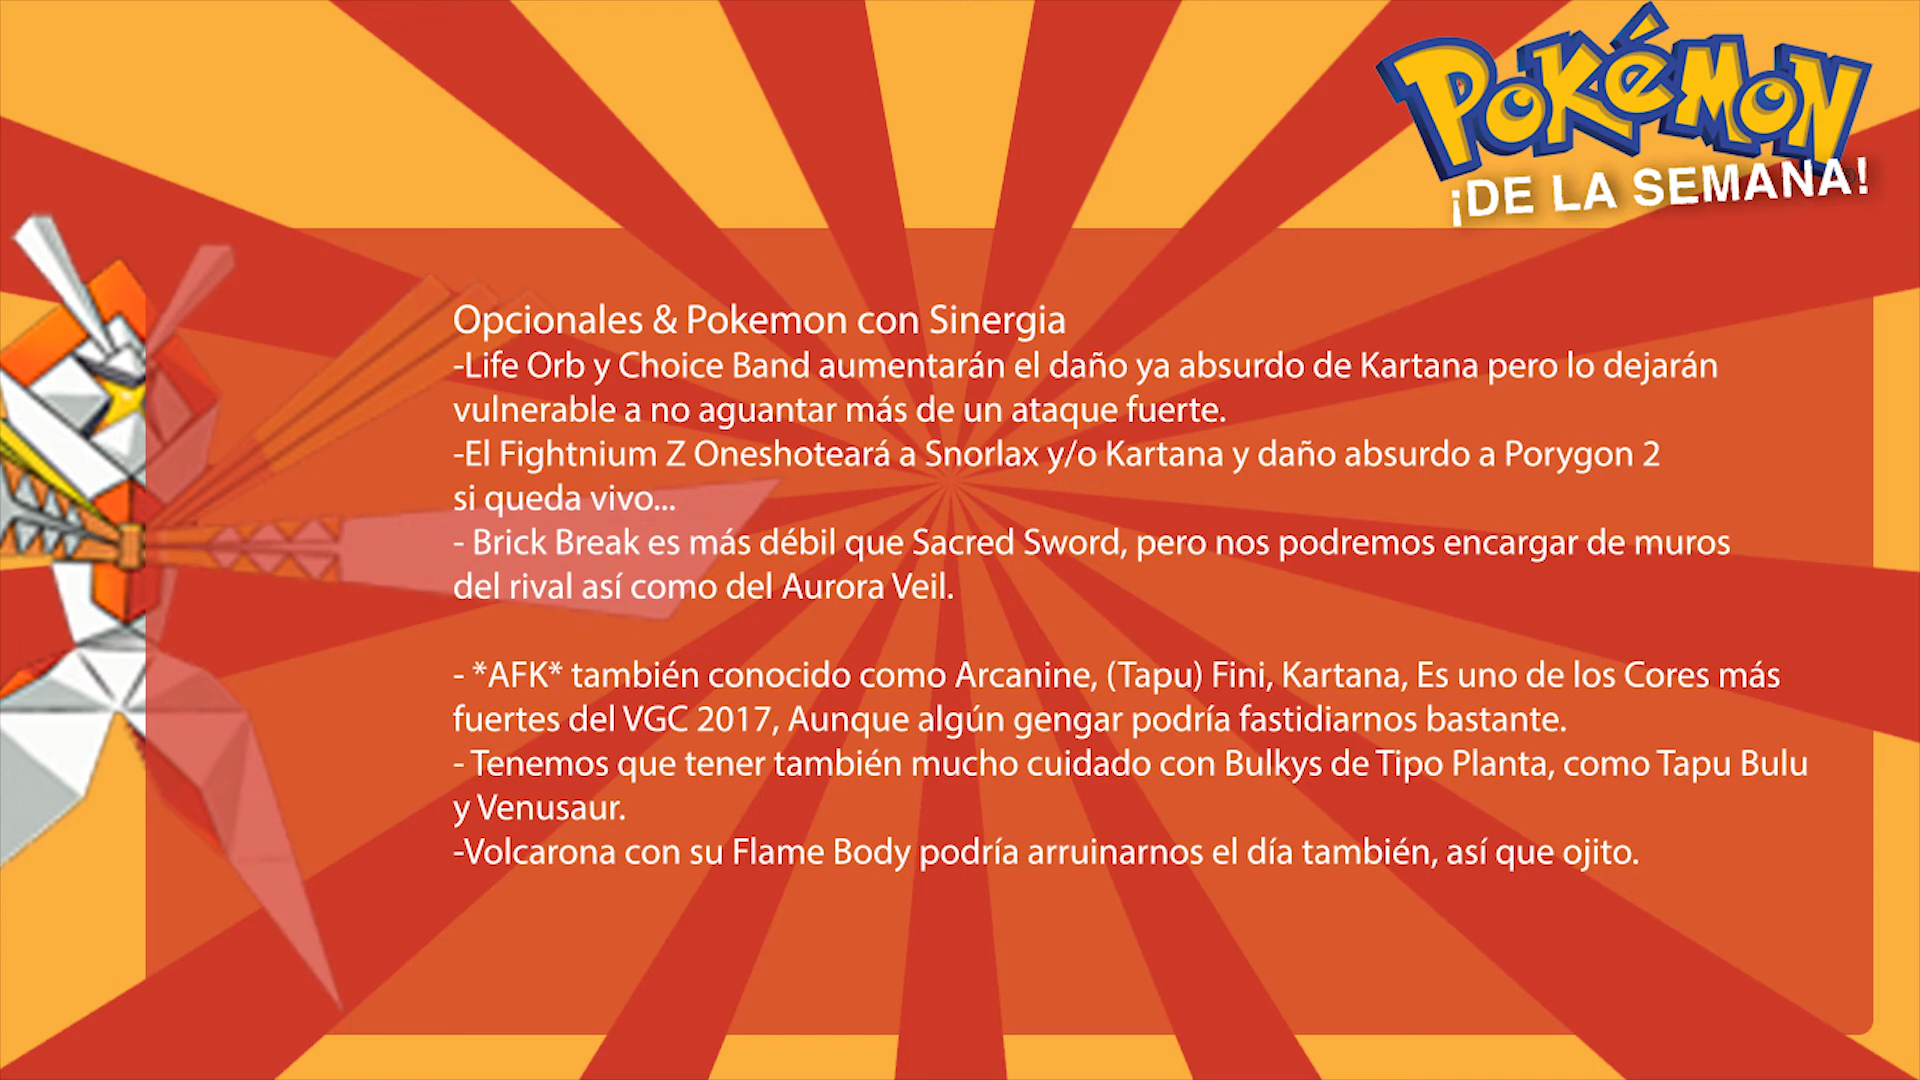 POKéMON
¡DE LA SEMANA!
Opcionales & Pokemon con Sinergia
-Life Orb y Choice Band aumentarán el daño ya absurdo de Kartana pero lo dejarán
vulnerable a no aguantar más de un ataque fuerte.
-El Fightnium Z Oneshoteará a Snorlax y/o Kartana y daño absurdo a Porygon 2
si queda vivo...
- Brick Break es más débil que Sacred Sword, pero nos podremos encargar de muros
del rival así como del Aurora Veil.
- *AFK* también conocido como Arcanine, (Tapu) Fini, Kartana, Es uno de los Cores más
fuertes del VGC 2017, Aunque algún gengar podría fastidiarnos bastante.
- Tenemos que tener también mucho cuidado con Bulkys de Tipo Planta, como Tapu Bulu
y Venusaur.
-Volcarona con su Flame Body podría arruinarnos el día también, así que ojito.